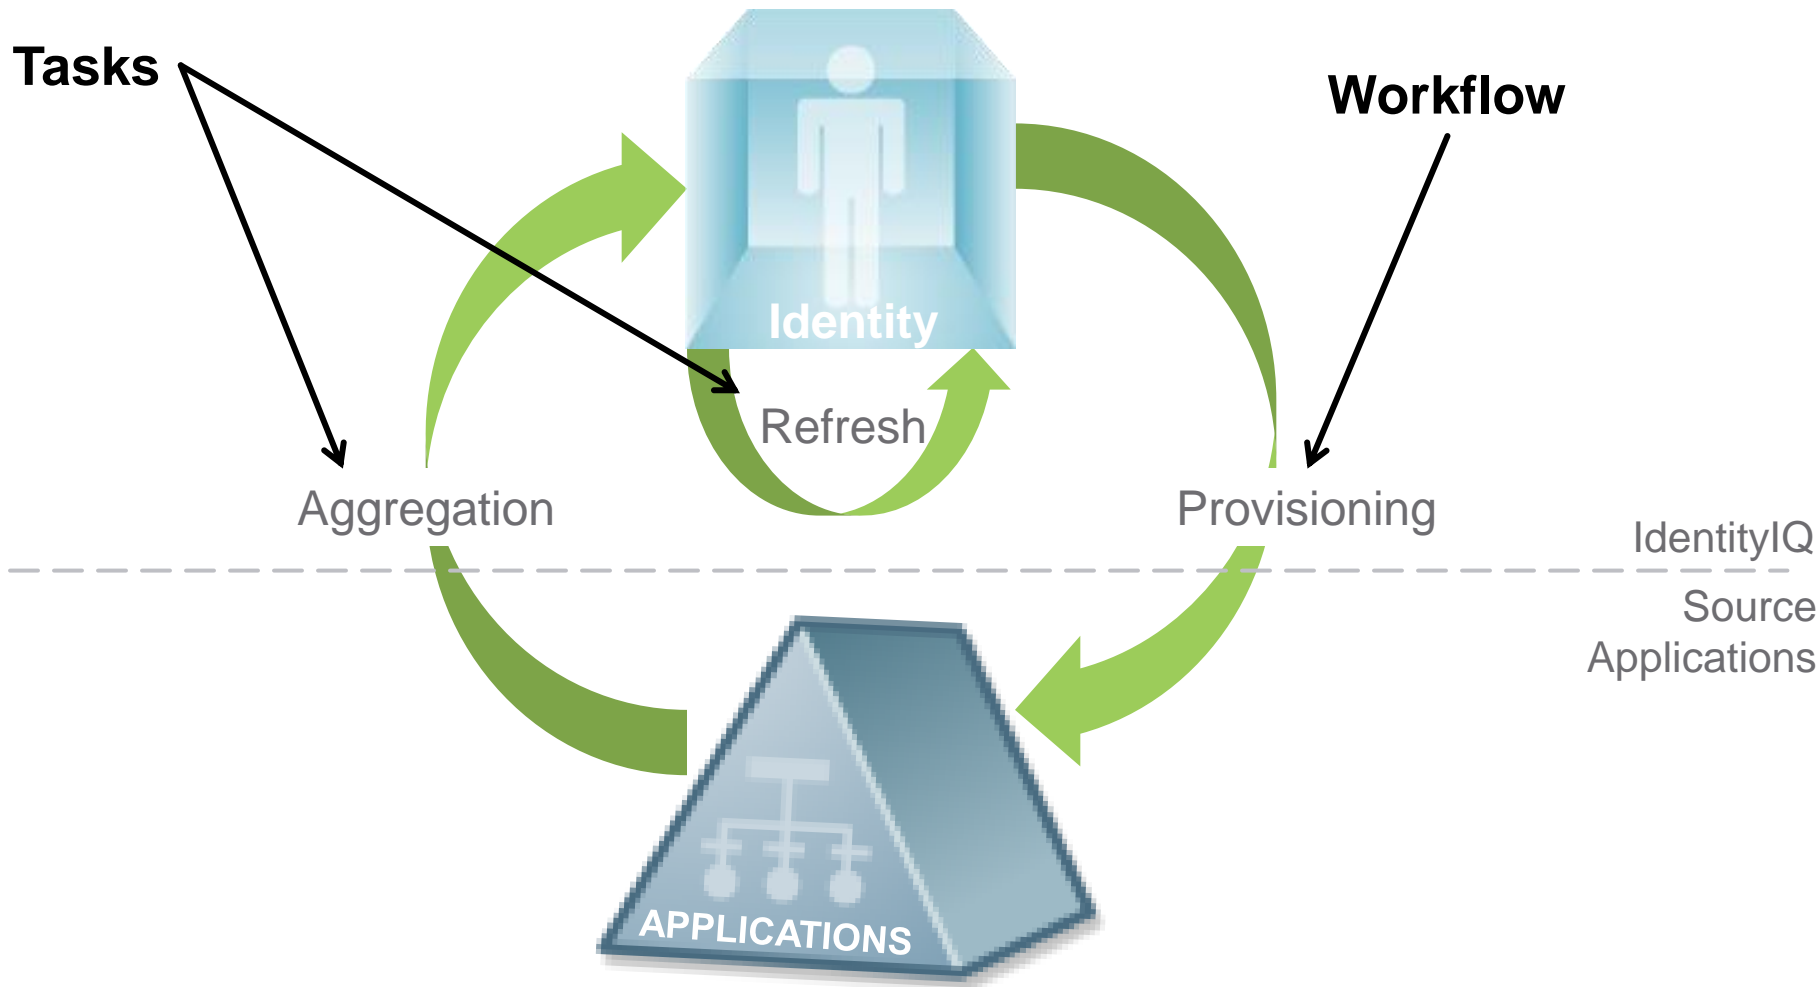 Tasks
Workflow
Identity
Refresh
Aggregation
Provisioning
IdentityIQ
Source
Applications
APPLICATIONS